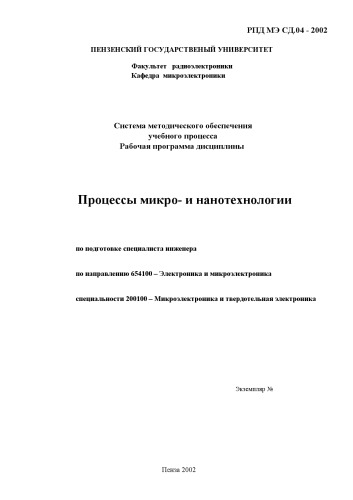 РПД МЭ СД.04 - 2002
ПЕНЗЕНСКИЙ ГОСУДАРСТВЕНЫЙ УНИВЕРСИТЕТ
Факультет радиоэлектроники
Кафедра микроэлектроники
Система методического обеспечения
учебного процесса
Рабочая программа дисциплины
Процессы микро- и нанотехнологии
по подготовке специалиста инженера
по направлению 654100 – Электроника и микроэлектроника
специальности 200100 – Микроэлектроника и твердотельная электроника
Экземпляр №
Пенза 2002